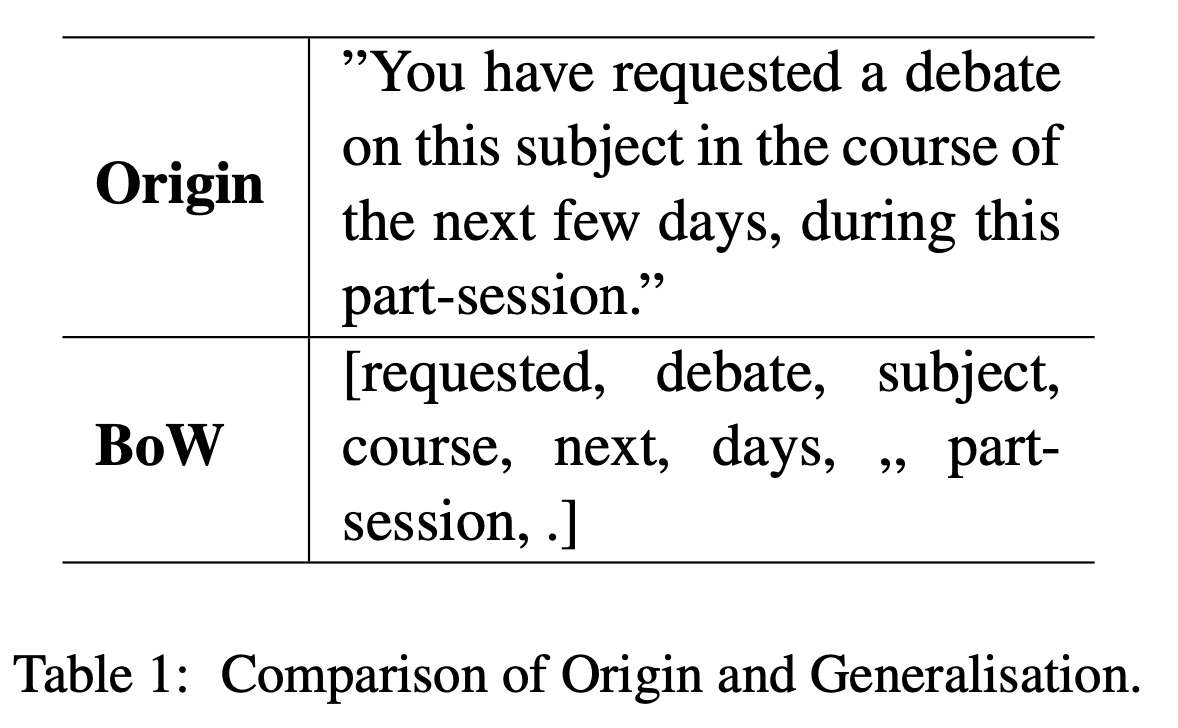 Origin
”You have requested a debate
on this subject in the course of
the next few days, during this
part-session.”
BoW
[requested, debate, subject,
course, next, days, ,, part-
session, .]
Table 1: Comparison of Origin and Generalisation.